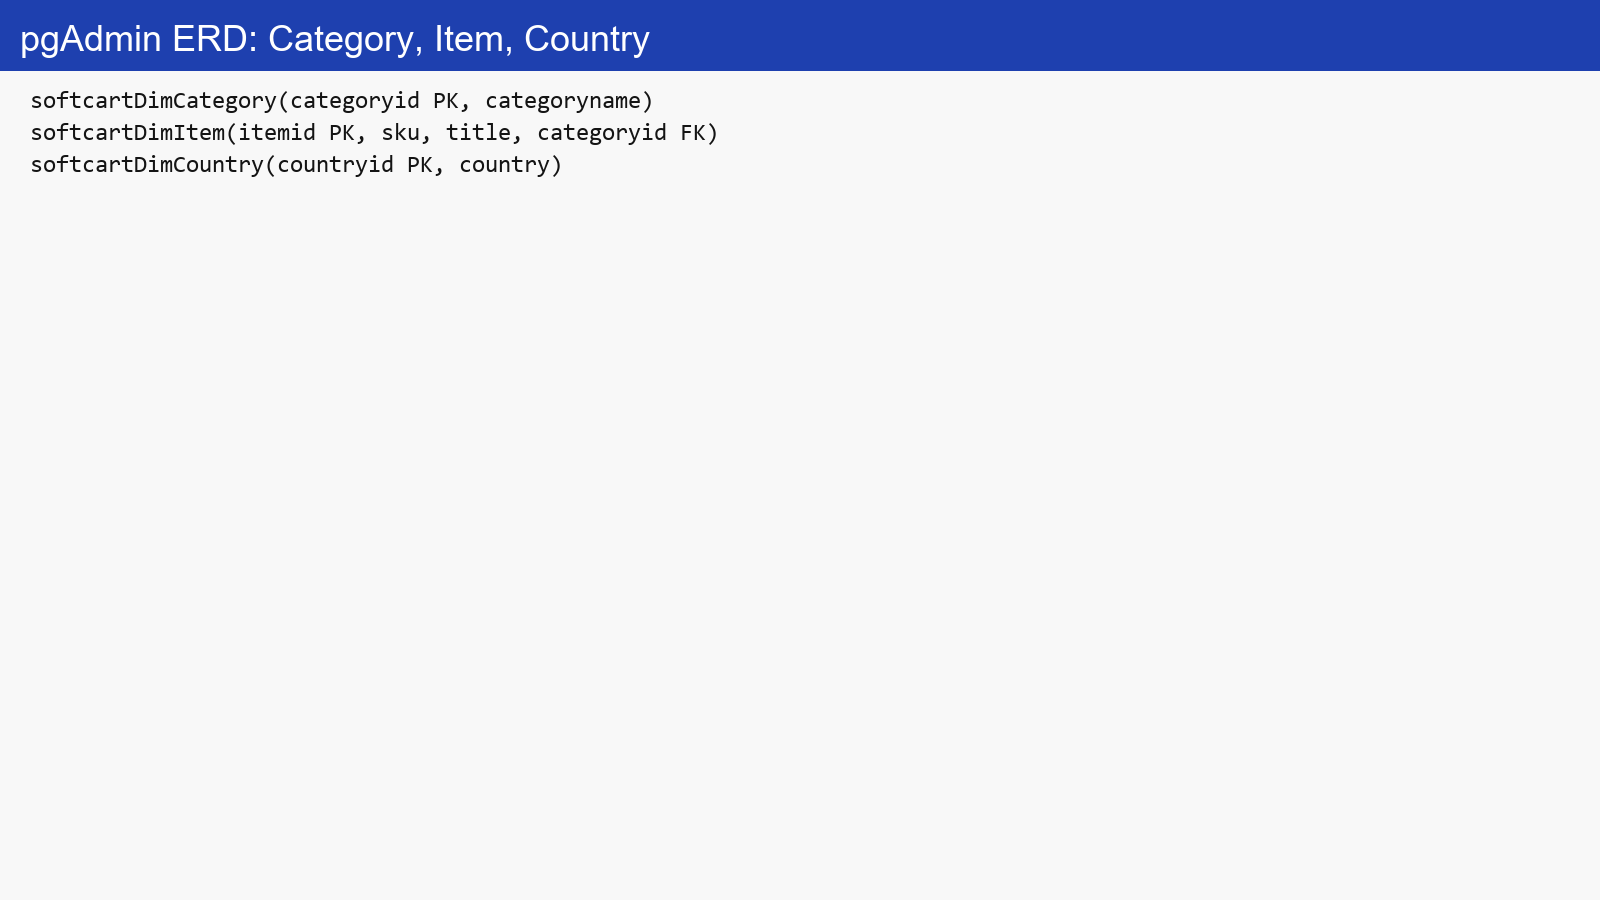 pgAdmin ERD: Category, Item, Country
softcartDimCategory(categoryid PK, categoryname)
softcartDimItem(itemid PK, sku, title, categoryid FK)
softcartDimCountry(countryid PK, country)